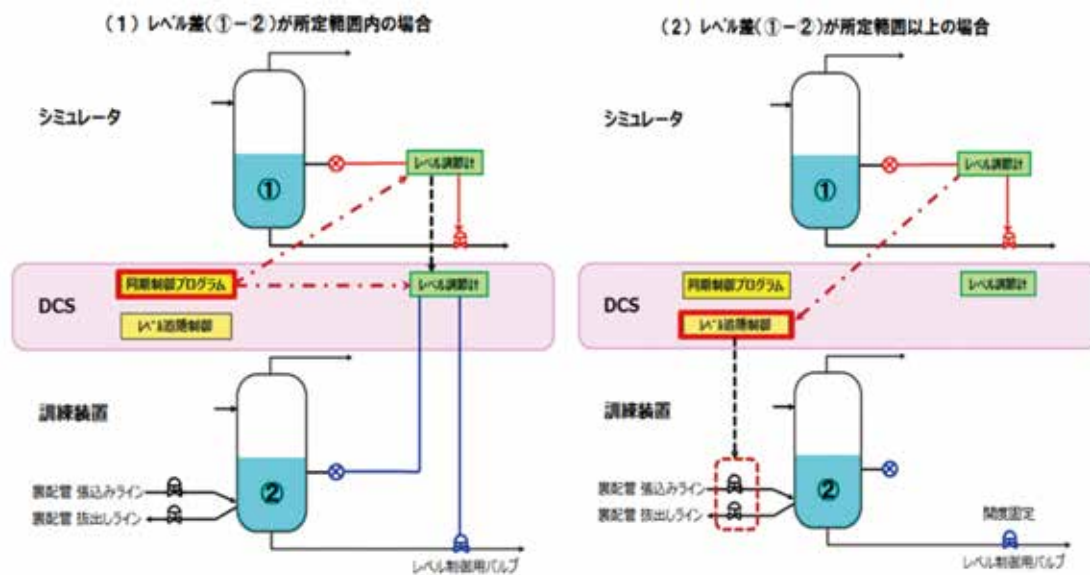 (1) レベル差(①−②)が所定範囲内の場合
シミュレータ
レベル調節計
①
DCS
同期制御プログラム
レベル調節計
レベル追随制御
訓練装置
②
裏配管 張込みライン
裏配管 抜出しライン
レベル制御用バルブ
(2) レベル差(①−②)が所定範囲以上の場合
シミュレータ
レベル調節計
①
DCS
同期制御プログラム
レベル調節計
レベル追随制御
訓練装置
②
裏配管 張込みライン
裏配管 抜出しライン
開度固定
レベル制御用バルブ